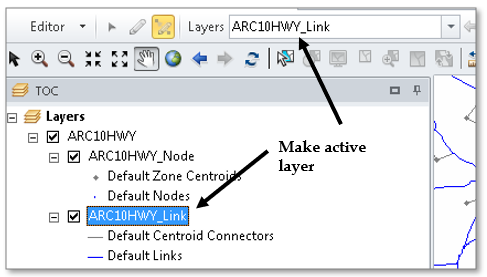 Editor Layers ARC10HWY_Link
TOC
Layers
ARC10HWY
ARC10HWY_Node
Default Zone Centroids
Default Nodes
ARC10HWY_Link
Default Centroid Connectors
Default Links
Make active
layer